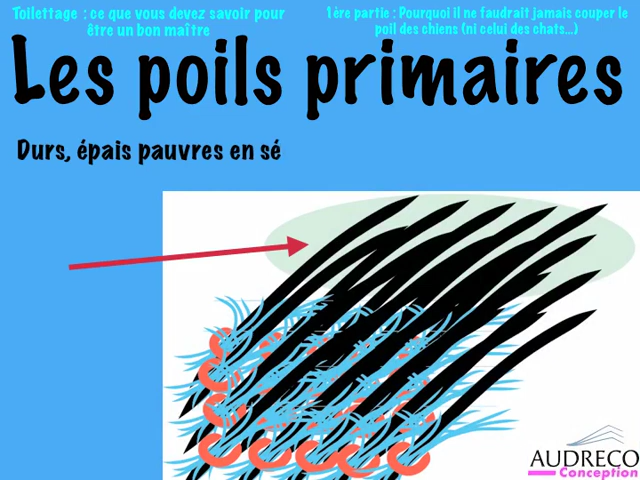 Toilettage : ce que vous devez savoir pour
être un bon maître
1ère partie : Pourquoi il ne faudrait jamais couper le
poil des chiens (ni celui des chats...)
Les poils primaires
Durs, épais pauvres en sé
AUDRECO
Conception